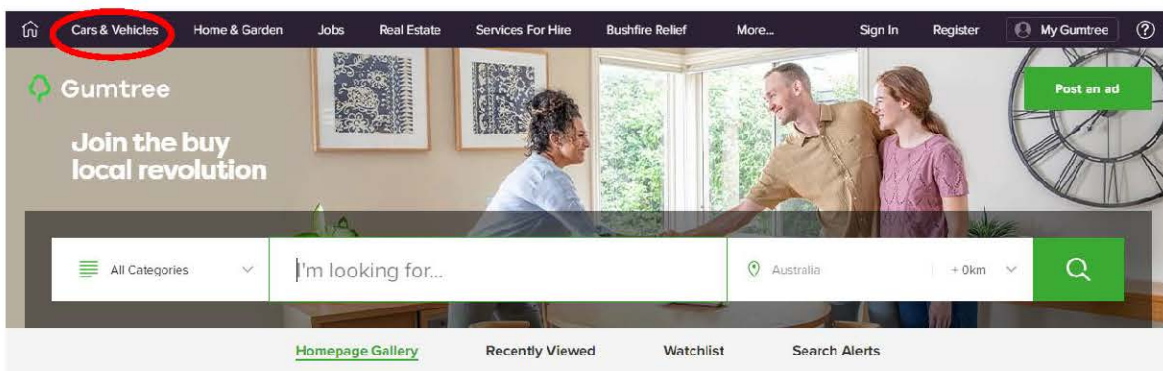 Cars & Vehicles Home & Garden Jobs Real Estate Services For Hire Bushfire Relief More... Sign In Register My Gumtree ?
Gumtree
Post an ad
Join the buy
local revolution
All Categories I'm looking for... Australia + 0km
Homepage Gallery Recently Viewed Watchlist Search Alerts